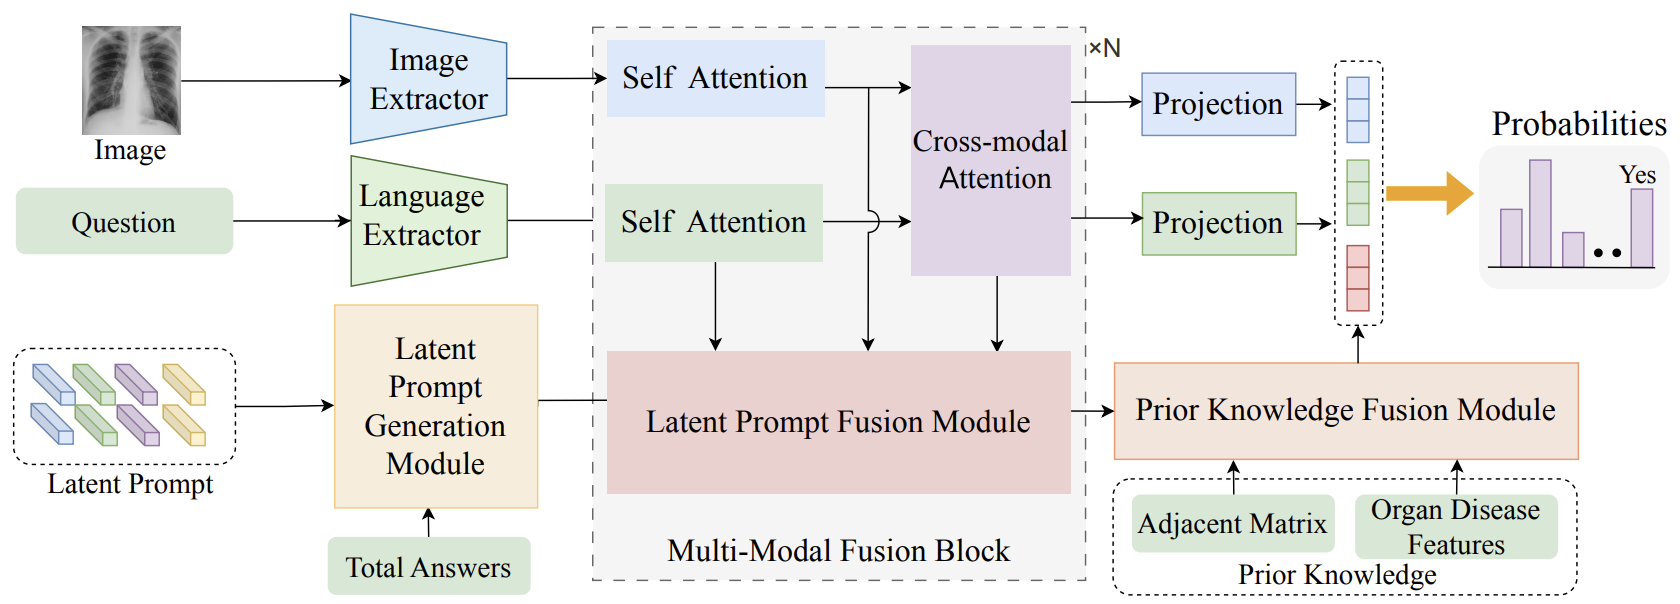 Image
Question
Latent Prompt
Image
Extractor
Language
Extractor
Latent
Prompt
Generation
Module
Total Answers
Self Attention
Self Attention
Cross-modal
Attention
×N
Latent Prompt Fusion Module
Multi-Modal Fusion Block
Projection
Projection
Probabilities
Yes
Prior Knowledge Fusion Module
Adjacent Matrix
Organ Disease
Features
Prior Knowledge